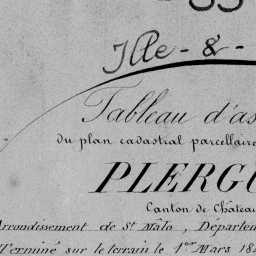 Ille - & -
Tableau d'as
du plan cadastral parcellaire
PLERGU
Canton de Château
Arrondissement de St Malo, Départem
Terminé sur le terrain le 1er Mars 18